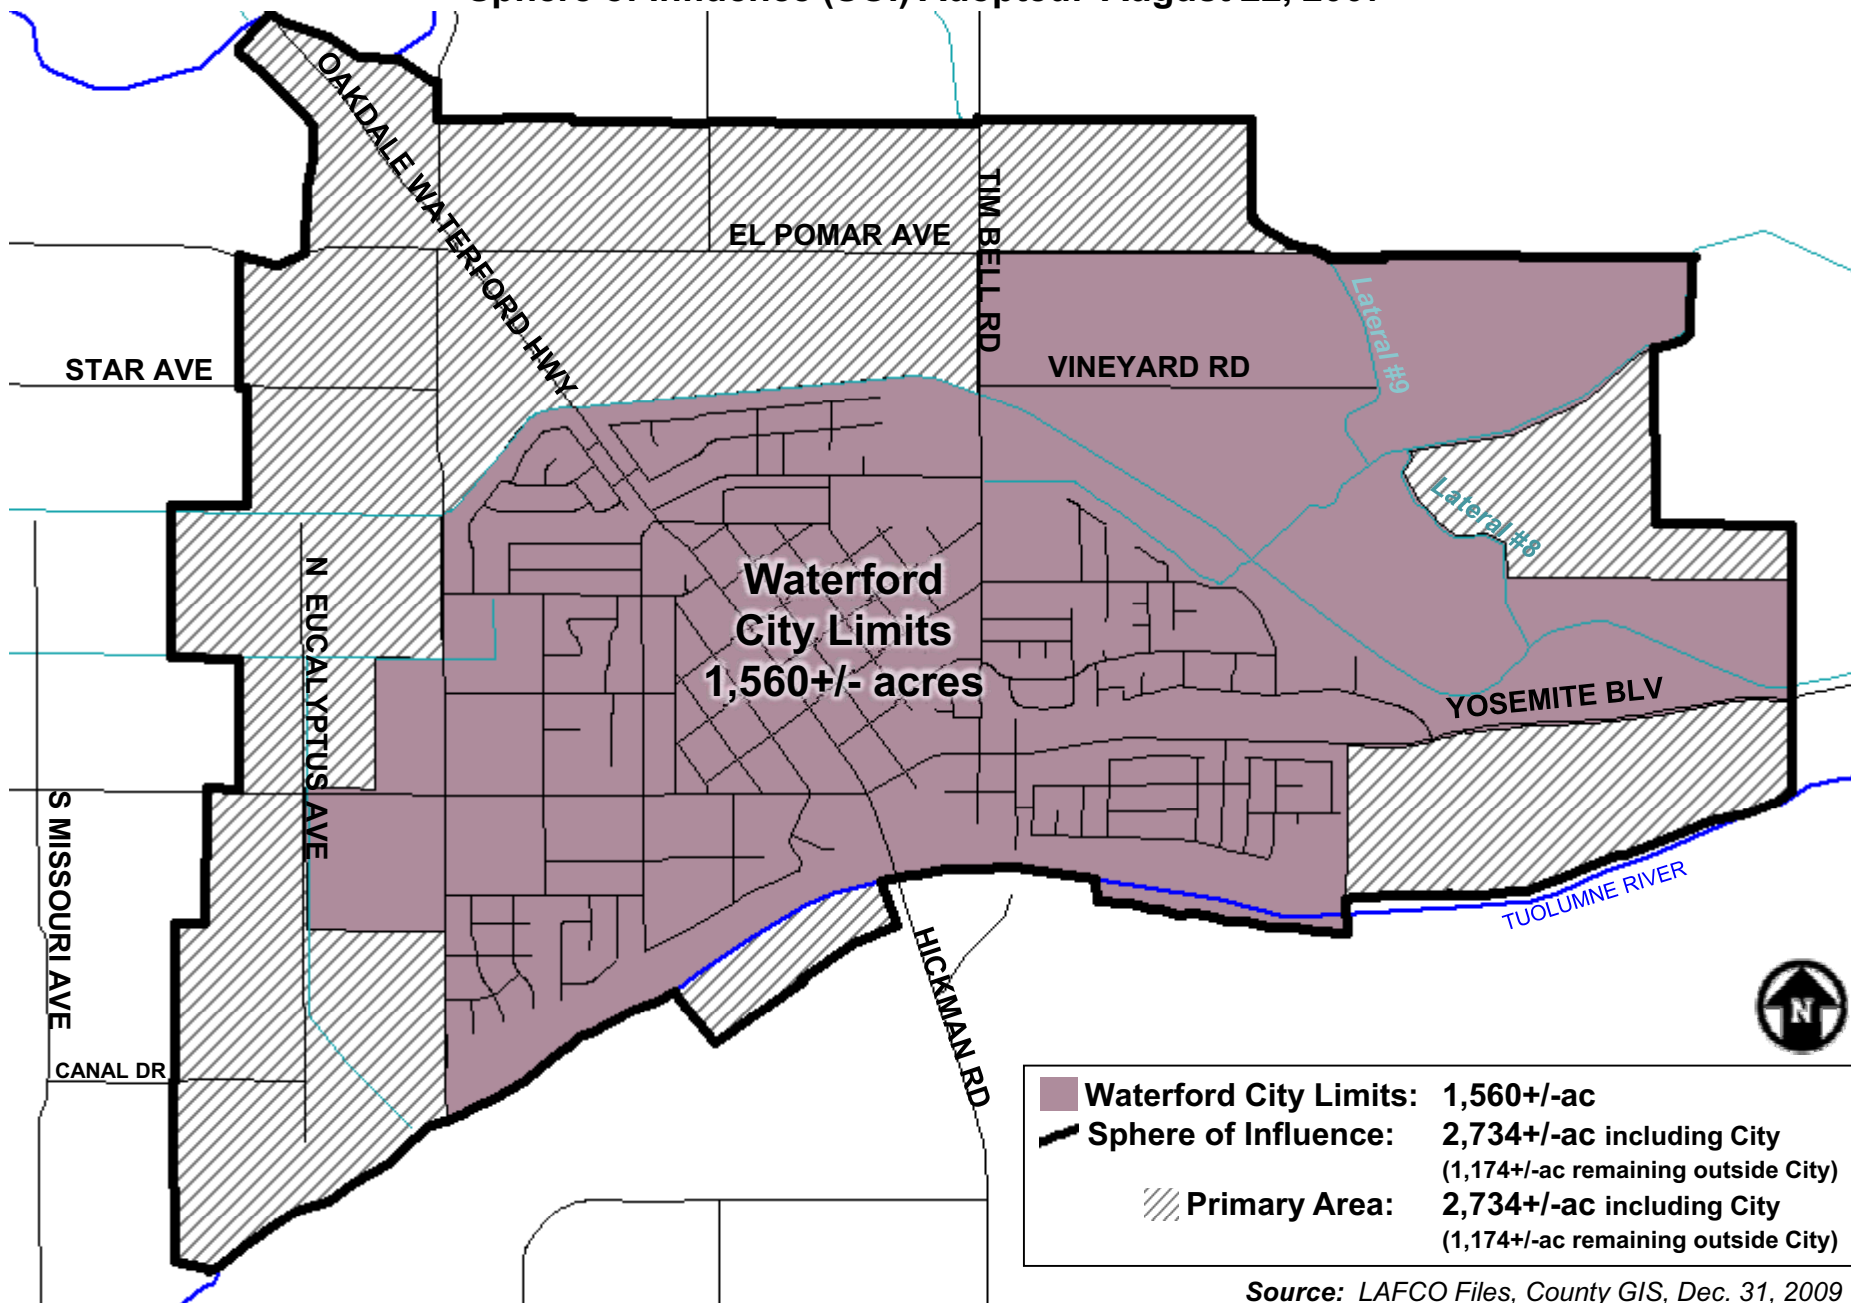 OAKDALE WATERFORD HWY
TIM BELL RD
EL POMAR AVE
STAR AVE
VINEYARD RD
Lateral #9
Lateral #8
N EUCALYPTUS AVE
Waterford
City Limits
1,560+/- acres
YOSEMITE BLV
S MISSOURI AVE
TUOLUMNE RIVER
HICKMAN RD
CANAL DR
N
Waterford City Limits: 1,560+/-ac
Sphere of Influence: 2,734+/-ac including City
(1,174+/-ac remaining outside City)
Primary Area: 2,734+/-ac including City
(1,174+/-ac remaining outside City)
Source: LAFCO Files, County GIS, Dec. 31, 2009